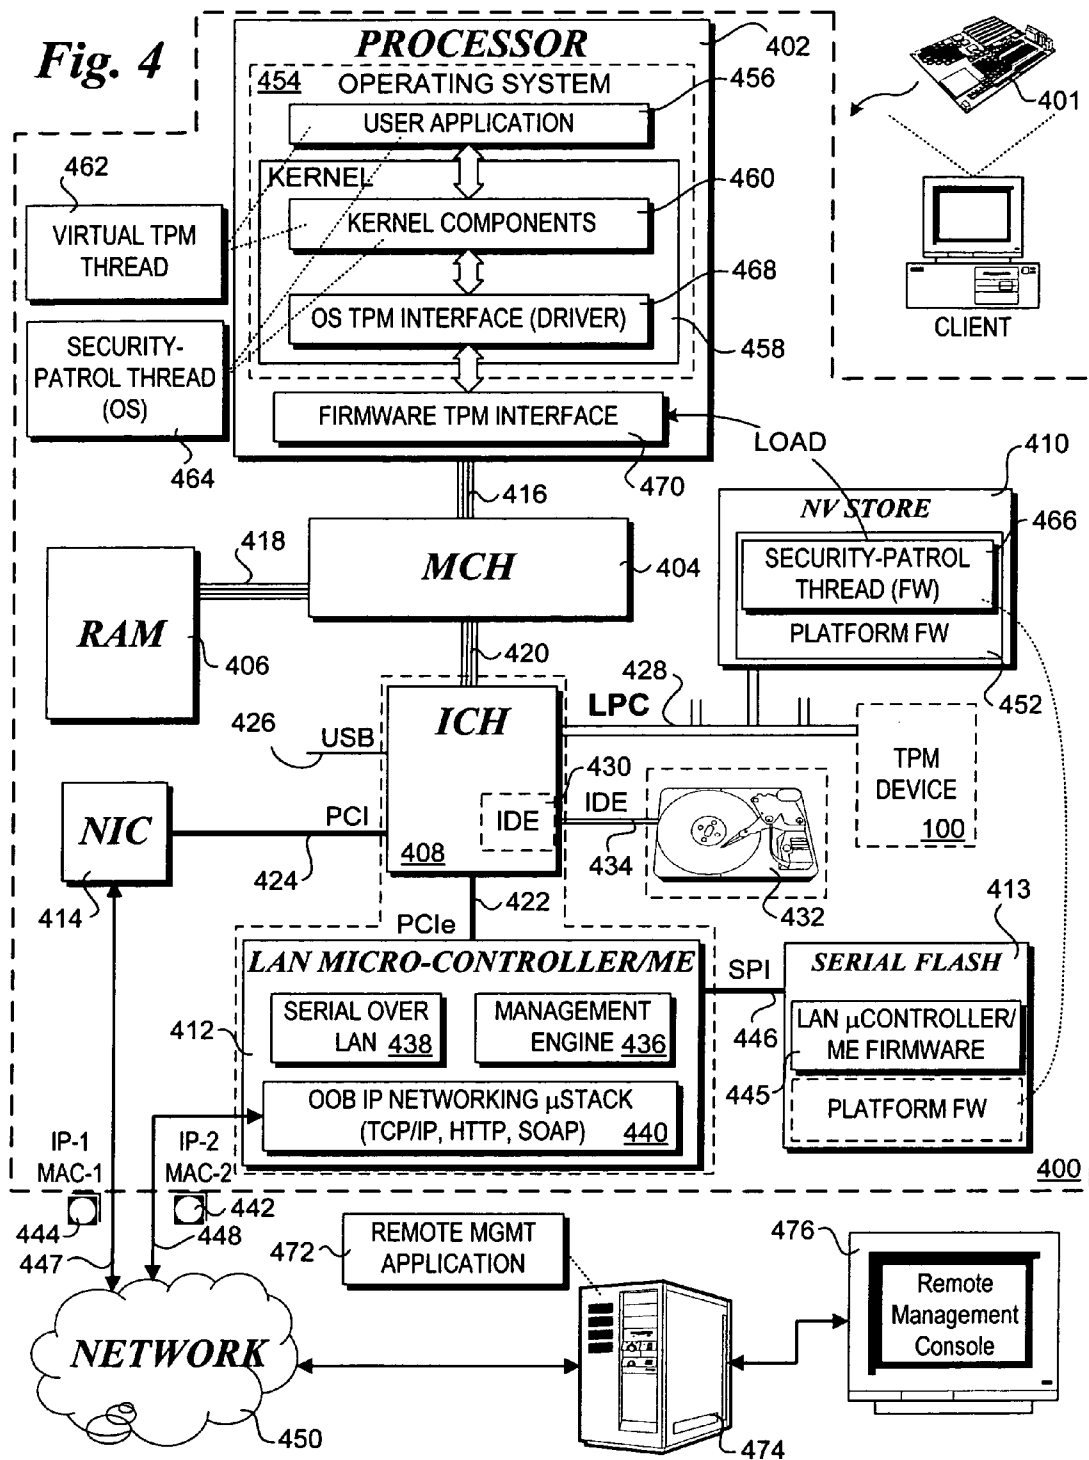 Fig. 4
PROCESSOR
402
454
OPERATING SYSTEM
456
USER APPLICATION
401
462
KERNEL
460
VIRTUAL TPM
THREAD
KERNEL COMPONENTS
468
OS TPM INTERFACE (DRIVER)
458
CLIENT
SECURITY-
PATROL THREAD
(OS)
464
FIRMWARE TPM INTERFACE
470
LOAD
416
410
NV STORE
466
SECURITY-PATROL
THREAD (FW)
PLATFORM FW
452
418
MCH
404
RAM
406
420
428
ICH
LPC
426
USB
TPM
DEVICE
100
430
IDE
IDE
434
432
NIC
PCI
424
408
414
422
PCIe
413
LAN MICRO-CONTROLLER/ME
SPI
SERIAL FLASH
412
SERIAL OVER
LAN 438
MANAGEMENT
ENGINE 436
446
LAN µCONTROLLER/
ME FIRMWARE
445
PLATFORM FW
OOB IP NETWORKING µSTACK
(TCP/IP, HTTP, SOAP) 440
IP-1
MAC-1
IP-2
MAC-2
400
444
442
447
448
472
REMOTE MGMT
APPLICATION
476
Remote
Management
Console
NETWORK
450
474